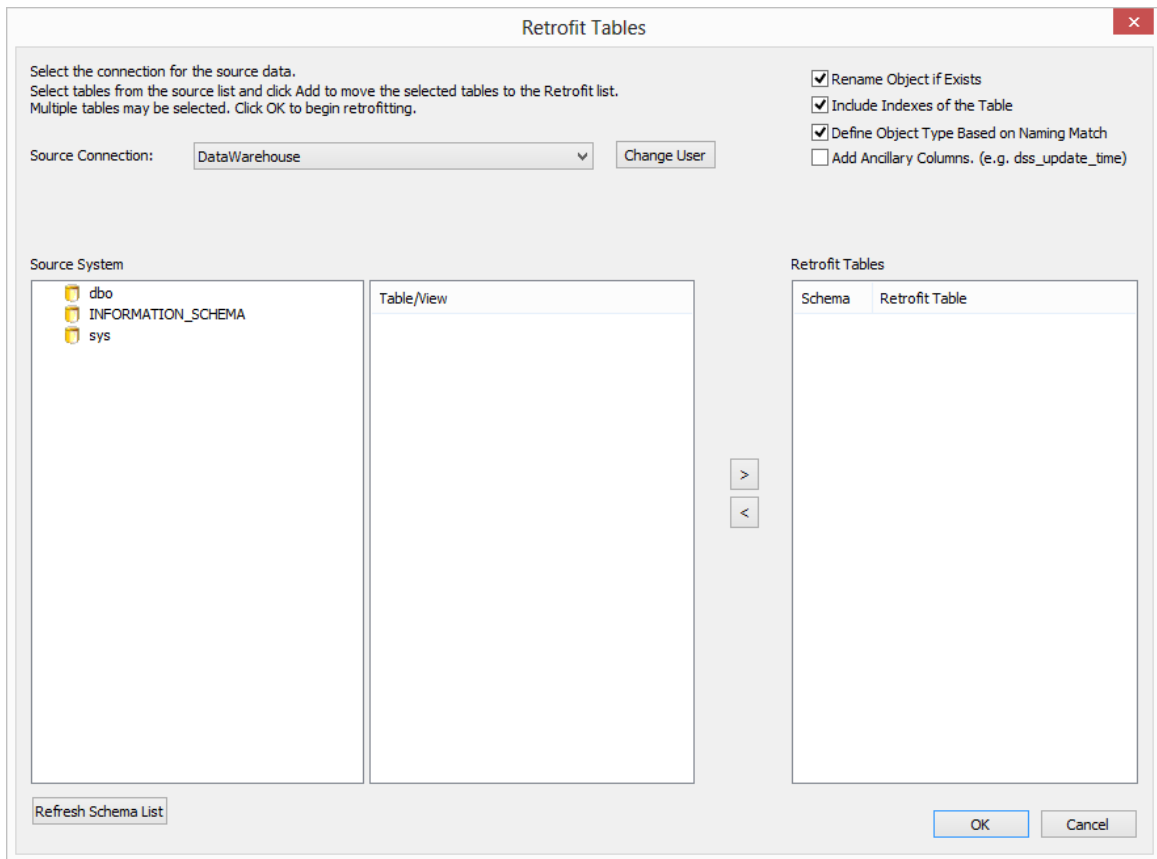 Retrofit Tables
Select the connection for the source data.
Select tables from the source list and click Add to move the selected tables to the Retrofit list.
Multiple tables may be selected. Click OK to begin retrofitting.
Rename Object if Exists
Include Indexes of the Table
Define Object Type Based on Naming Match
Add Ancillary Columns. (e.g. dss_update_time)
Source Connection: DataWarehouse Change User
Source System
Retrofit Tables
dbo
INFORMATION_SCHEMA
sys
Table/View
Schema Retrofit Table
>
<
Refresh Schema List
OK Cancel